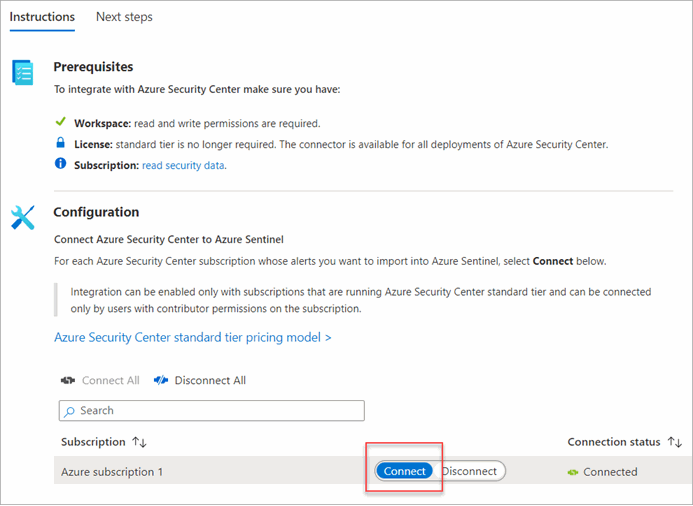 Instructions Next steps
Prerequisites
To integrate with Azure Security Center make sure you have:
Workspace: read and write permissions are required.
License: standard tier is no longer required. The connector is available for all deployments of Azure Security Center.
Subscription: read security data.
Configuration
Connect Azure Security Center to Azure Sentinel
For each Azure Security Center subscription whose alerts you want to import into Azure Sentinel, select Connect below.
Integration can be enabled only with subscriptions that are running Azure Security Center standard tier and can be connected
only by users with contributor permissions on the subscription.
Azure Security Center standard tier pricing model >
Connect All Disconnect All
Search
Subscription ↑↓ Connection status ↑↓
Azure subscription 1 Connect Disconnect Connected